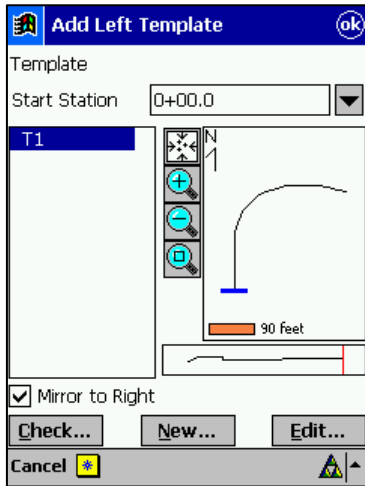 Add Left Template ok
Template
Start Station 0+00.0
T1
N
90 feet
Mirror to Right
Check... New... Edit...
Cancel